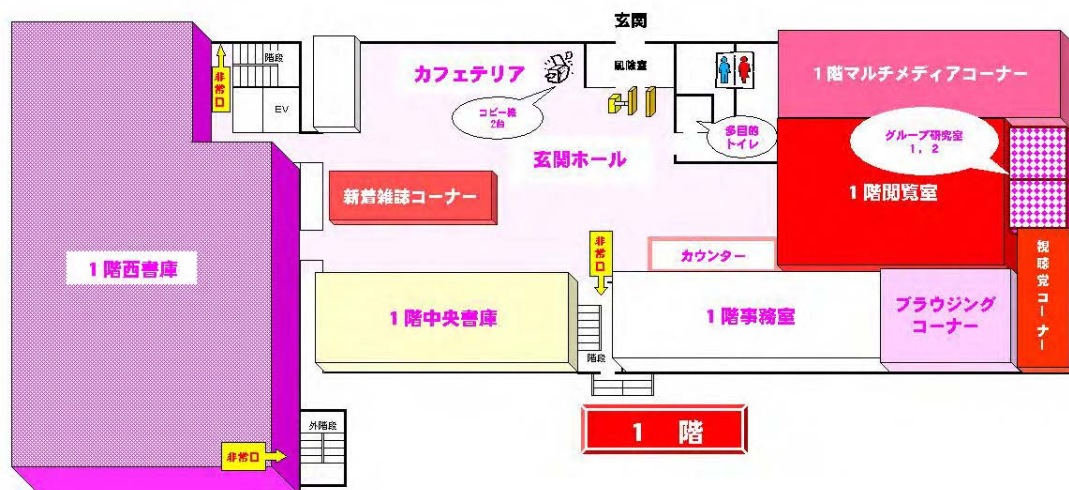 玄関
階段
非常口
EV
カフェテリア
コピー機
2台
風除室
多目的
トイレ
1階マルチメディアコーナー
グループ研究室
1，2
玄関ホール
1階閲覧室
新着雑誌コーナー
非常口
カウンター
視聴覚コーナー
1階西書庫
1階中央書庫
階段
1階事務室
ブラウジング
コーナー
外階段
非常口
1 階